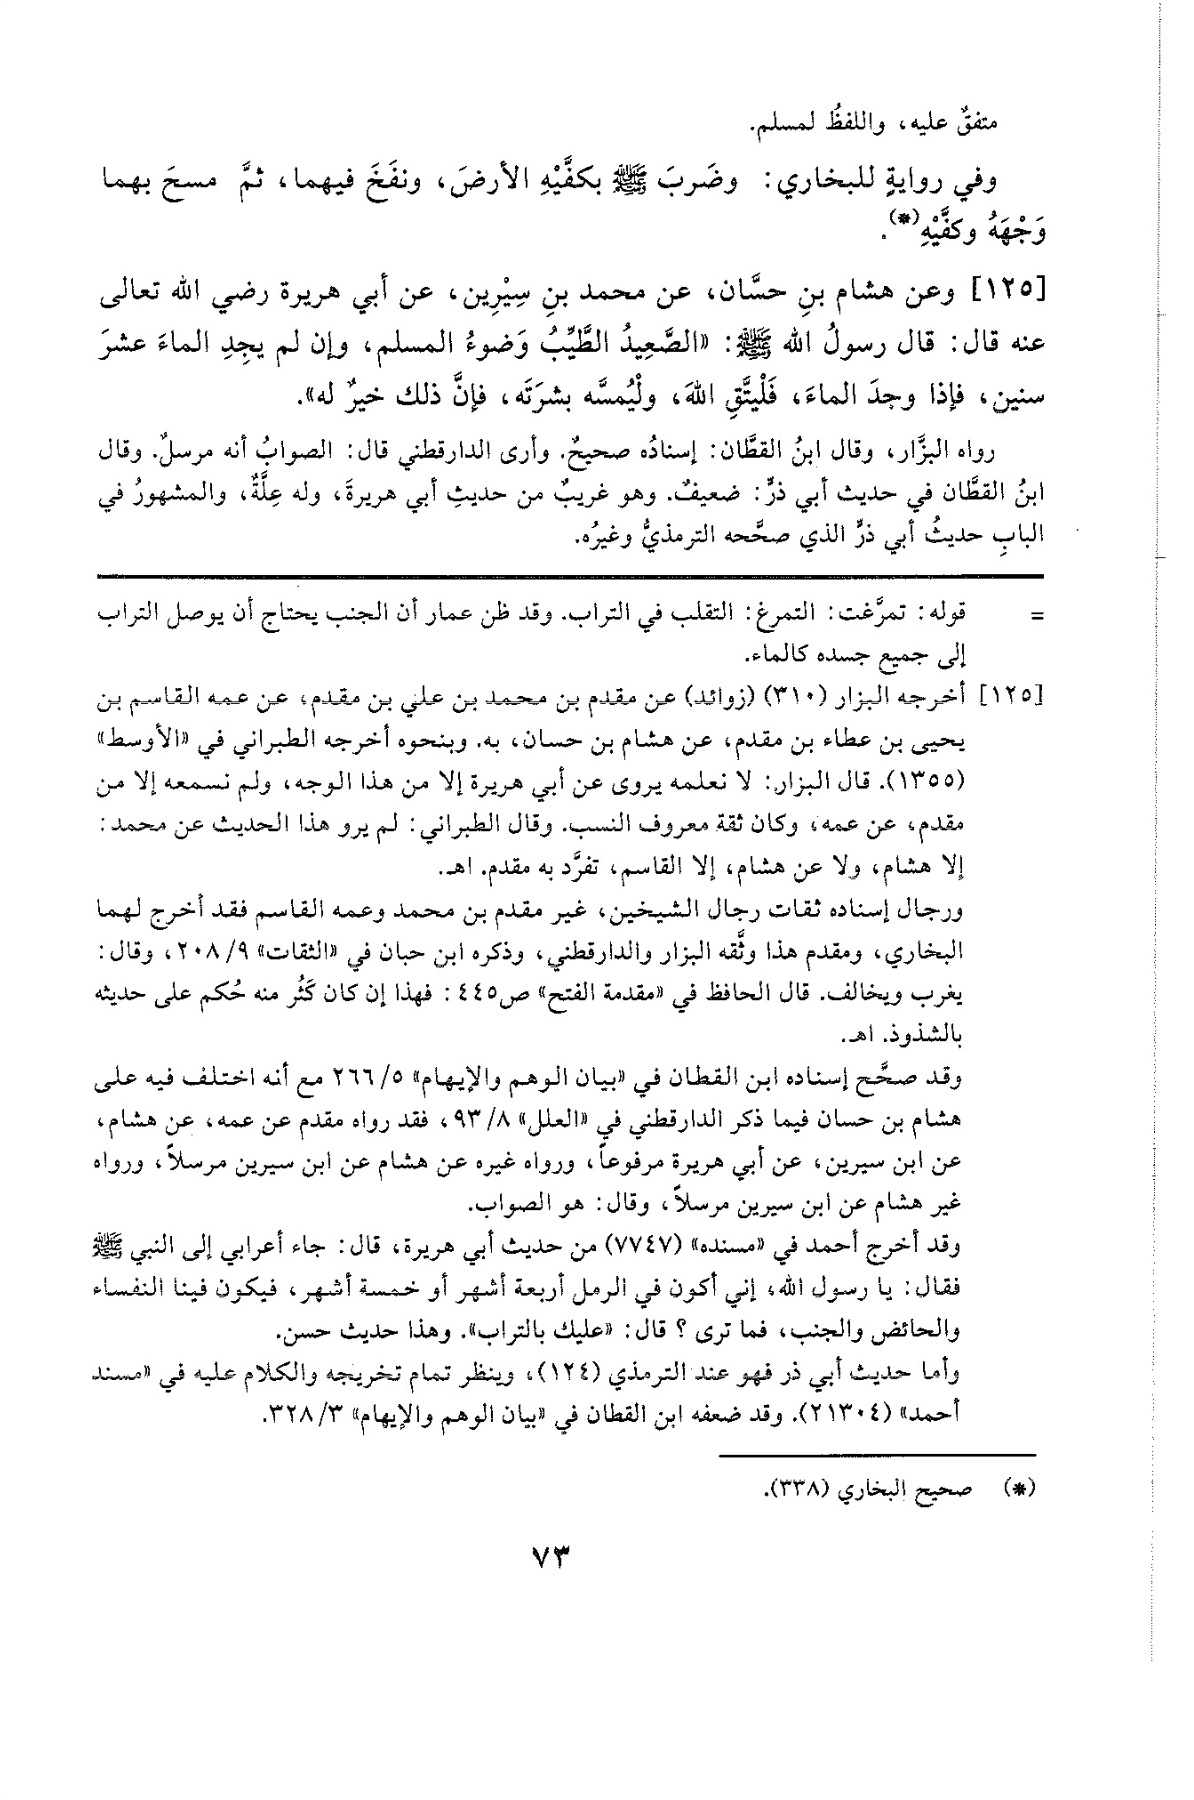 متفقٌ عليه، واللفظُ لمسلم.
وفي روايةٍ للبخاري: وضَربَ ﷺ بكفَّيْهِ الأرضَ، ونفَخَ فيهما، ثمَّ مسحَ بهما
وَجْهَهُ وكفَّيْهِ(*).
[١٢٥] وعن هشام بنِ حسَّان، عن محمد بنِ سِيْرِين، عن أبي هريرة رضي الله تعالى
عنه قال: قال رسولُ الله ﷺ: «الصَّعِيدُ الطَّيِّبُ وَضوءُ المسلم، وإن لم يجِدِ الماءَ عشرَ
سنين، فإذا وجدَ الماءَ، فَلْيتَّقِ اللهَ، ولْيُمسَّه بشرَتَه، فإنَّ ذلك خيرٌ له».
رواه البزَّار، وقال ابنُ القطَّان: إسنادُه صحيحٌ. وأرى الدارقطني قال: الصوابُ أنه مرسلٌ. وقال
ابنُ القطَّان في حديث أبي ذرٍّ: ضعيفٌ. وهو غريبٌ من حديثِ أبي هريرةَ، وله عِلَّةٌ، والمشهورُ في
البابِ حديثُ أبي ذرٍّ الذي صحَّحه الترمذيُّ وغيرُه.
= قوله: تمرَّغت: التمرغ: التقلب في التراب. وقد ظن عمار أن الجنب يحتاج أن يوصل التراب
إلى جميع جسده كالماء.
[١٢٥] أخرجه البزار (٣١٠) (زوائد) عن مقدم بن محمد بن علي بن مقدم، عن عمه القاسم بن
يحيى بن عطاء بن مقدم، عن هشام بن حسان، به. وبنحوه أخرجه الطبراني في «الأوسط»
(١٣٥٥). قال البزار: لا نعلمه يروى عن أبي هريرة إلا من هذا الوجه، ولم نسمعه إلا من
مقدم، عن عمه، وكان ثقة معروف النسب. وقال الطبراني: لم يرو هذا الحديث عن محمد:
إلا هشام، ولا عن هشام، إلا القاسم، تفرَّد به مقدم. اهـ.
ورجال إسناده ثقات رجال الشيخين، غير مقدم بن محمد وعمه القاسم فقد أخرج لهما
البخاري، ومقدم هذا وثَّقه البزار والدارقطني، وذكره ابن حبان في «الثقات» ٢٠٨/٩، وقال:
يغرب ويخالف. قال الحافظ في «مقدمة الفتح» ص٤٤٥: فهذا إن كان كَثُر منه حُكم على حديثه
بالشذوذ. اهـ.
وقد صحَّح إسناده ابن القطان في «بيان الوهم والإيهام» ٢٦٦/٥ مع أنه اختلف فيه على
هشام بن حسان فيما ذكر الدارقطني في «العلل» ٩٣/٨، فقد رواه مقدم عن عمه، عن هشام،
عن ابن سيرين، عن أبي هريرة مرفوعاً، ورواه غيره عن هشام عن ابن سيرين مرسلاً، ورواه
غير هشام عن ابن سيرين مرسلاً، وقال: هو الصواب.
وقد أخرج أحمد في «مسنده» (٧٧٤٧) من حديث أبي هريرة، قال: جاء أعرابي إلى النبي ﷺ
فقال: يا رسول الله، إني أكون في الرمل أربعة أشهر أو خمسة أشهر، فيكون فينا النفساء
والحائض والجنب، فما ترى؟ قال: «عليك بالتراب». وهذا حديث حسن.
وأما حديث أبي ذر فهو عند الترمذي (١٢٤)، وينظر تمام تخريجه والكلام عليه في «مسند
أحمد» (٢١٣٠٤). وقد ضعفه ابن القطان في «بيان الوهم والإيهام» ٣٢٨/٣.
(*) صحيح البخاري (٣٣٨).
٧٣